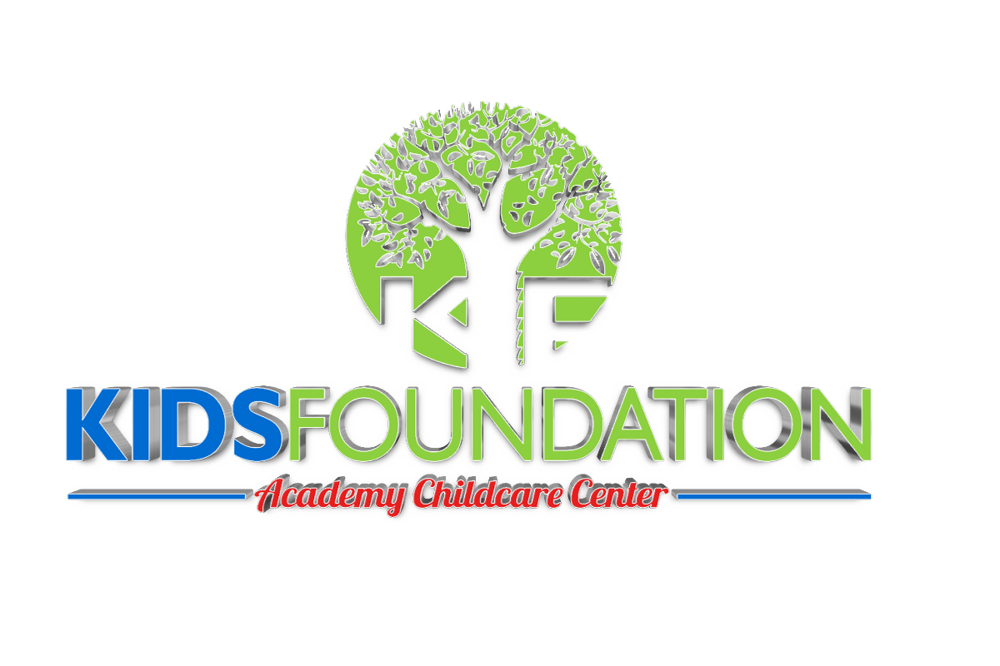 KF
KIDSFOUNDATION
Academy Childcare Center